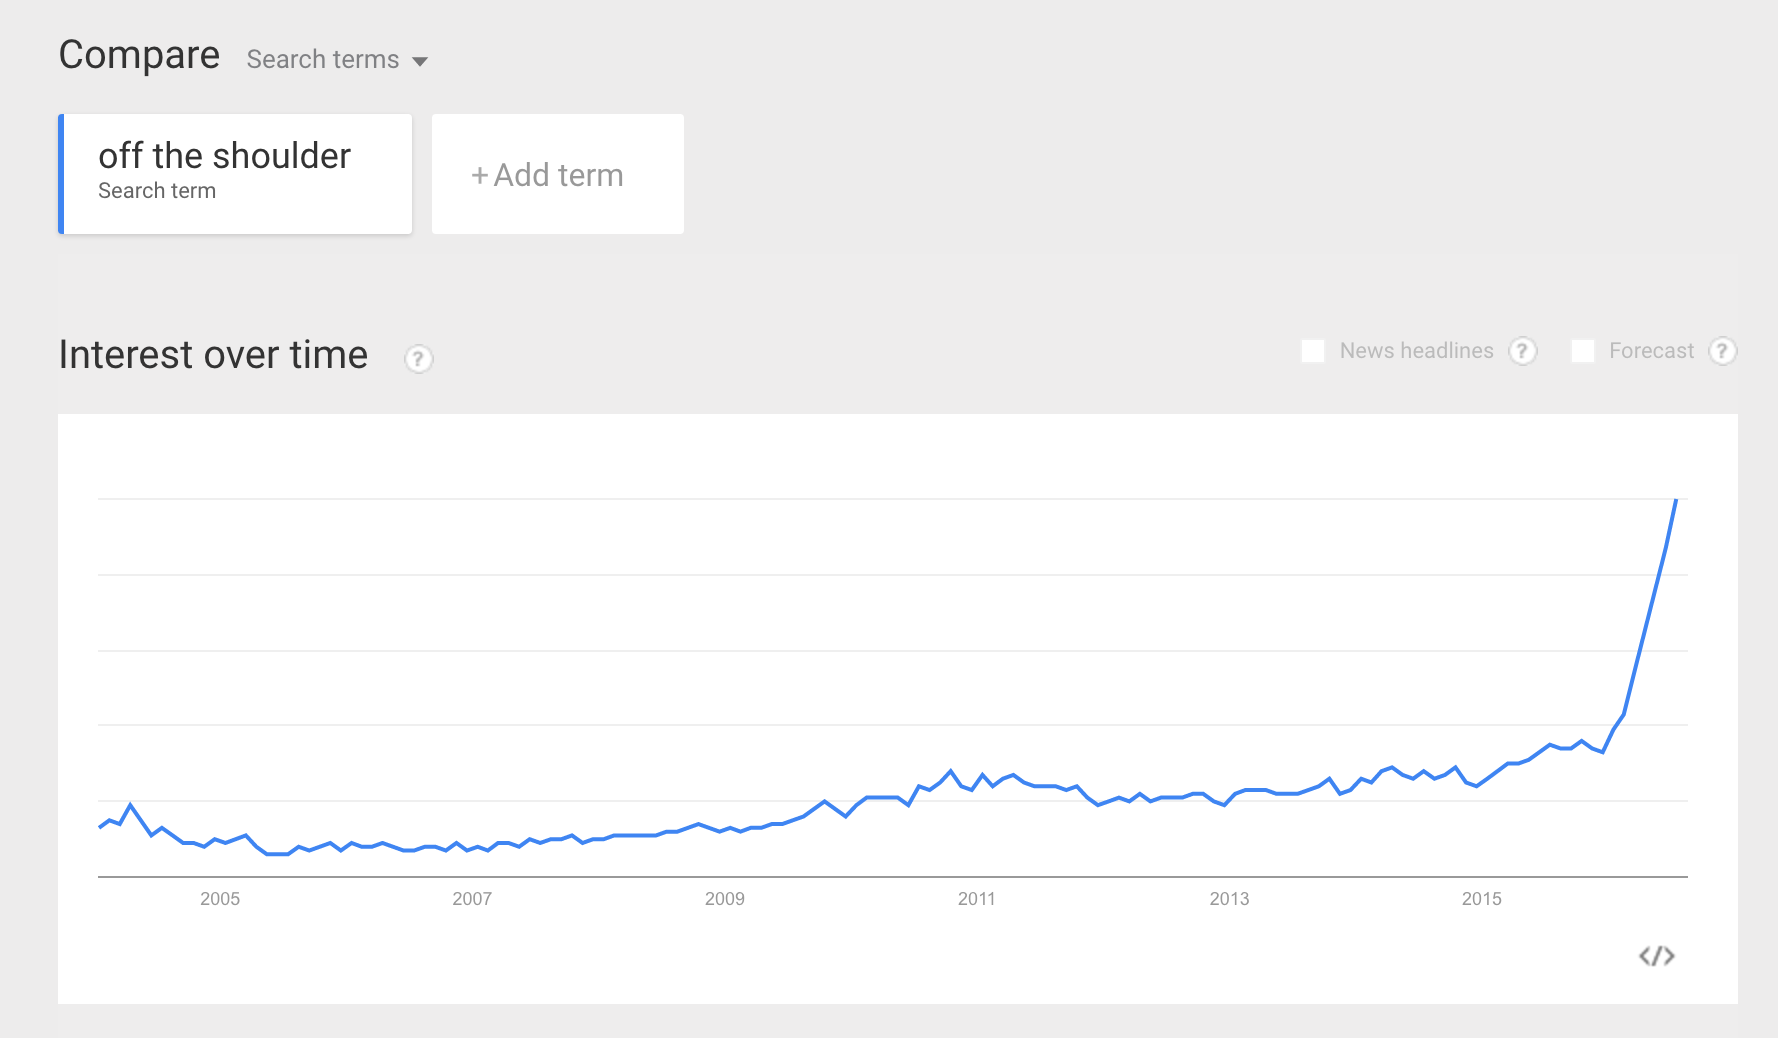 Compare Search terms
off the shoulder
Search term
+ Add term
Interest over time ?
News headlines ? Forecast ?
2005 2007 2009 2011 2013 2015
</>